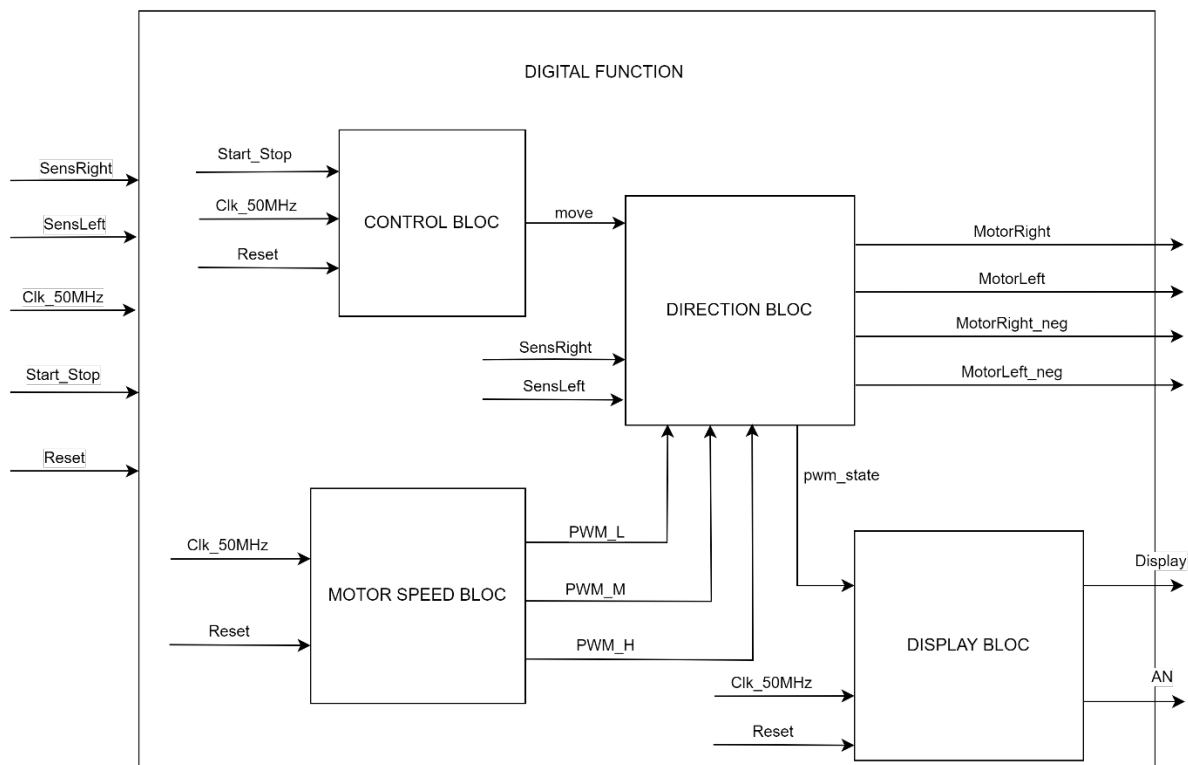 DIGITAL FUNCTION
SensRight
SensLeft
Clk_50MHz
Start_Stop
Reset
Start_Stop
Clk_50MHz
Reset
CONTROL BLOC
move
SensRight
SensLeft
DIRECTION BLOC
MotorRight
MotorLeft
MotorRight_neg
MotorLeft_neg
pwm_state
Clk_50MHz
Reset
MOTOR SPEED BLOC
PWM_L
PWM_M
PWM_H
Clk_50MHz
Reset
DISPLAY BLOC
Display
AN